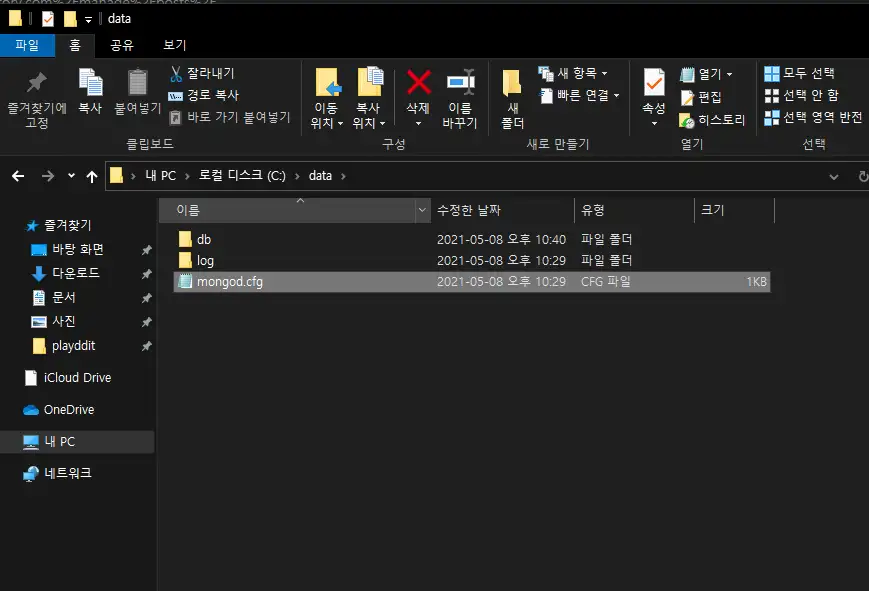 data
파일 홈 공유 보기
즐겨찾기에 고정
복사
붙여넣기
잘라내기
경로 복사
바로 가기 붙여넣기
클립보드
이동 위치
복사 위치
삭제
이름 바꾸기
구성
새 폴더
새 항목
빠른 연결
새로 만들기
속성
열기
편집
히스토리
열기
모두 선택
선택 안 함
선택 영역 반전
선택
내 PC > 로컬 디스크 (C:) > data >
이름 수정한 날짜 유형 크기
db 2021-05-08 오후 10:40 파일 폴더
log 2021-05-08 오후 10:29 파일 폴더
mongod.cfg 2021-05-08 오후 10:29 CFG 파일 1KB
즐겨찾기
바탕 화면
다운로드
문서
사진
playddit
iCloud Drive
OneDrive
내 PC
네트워크